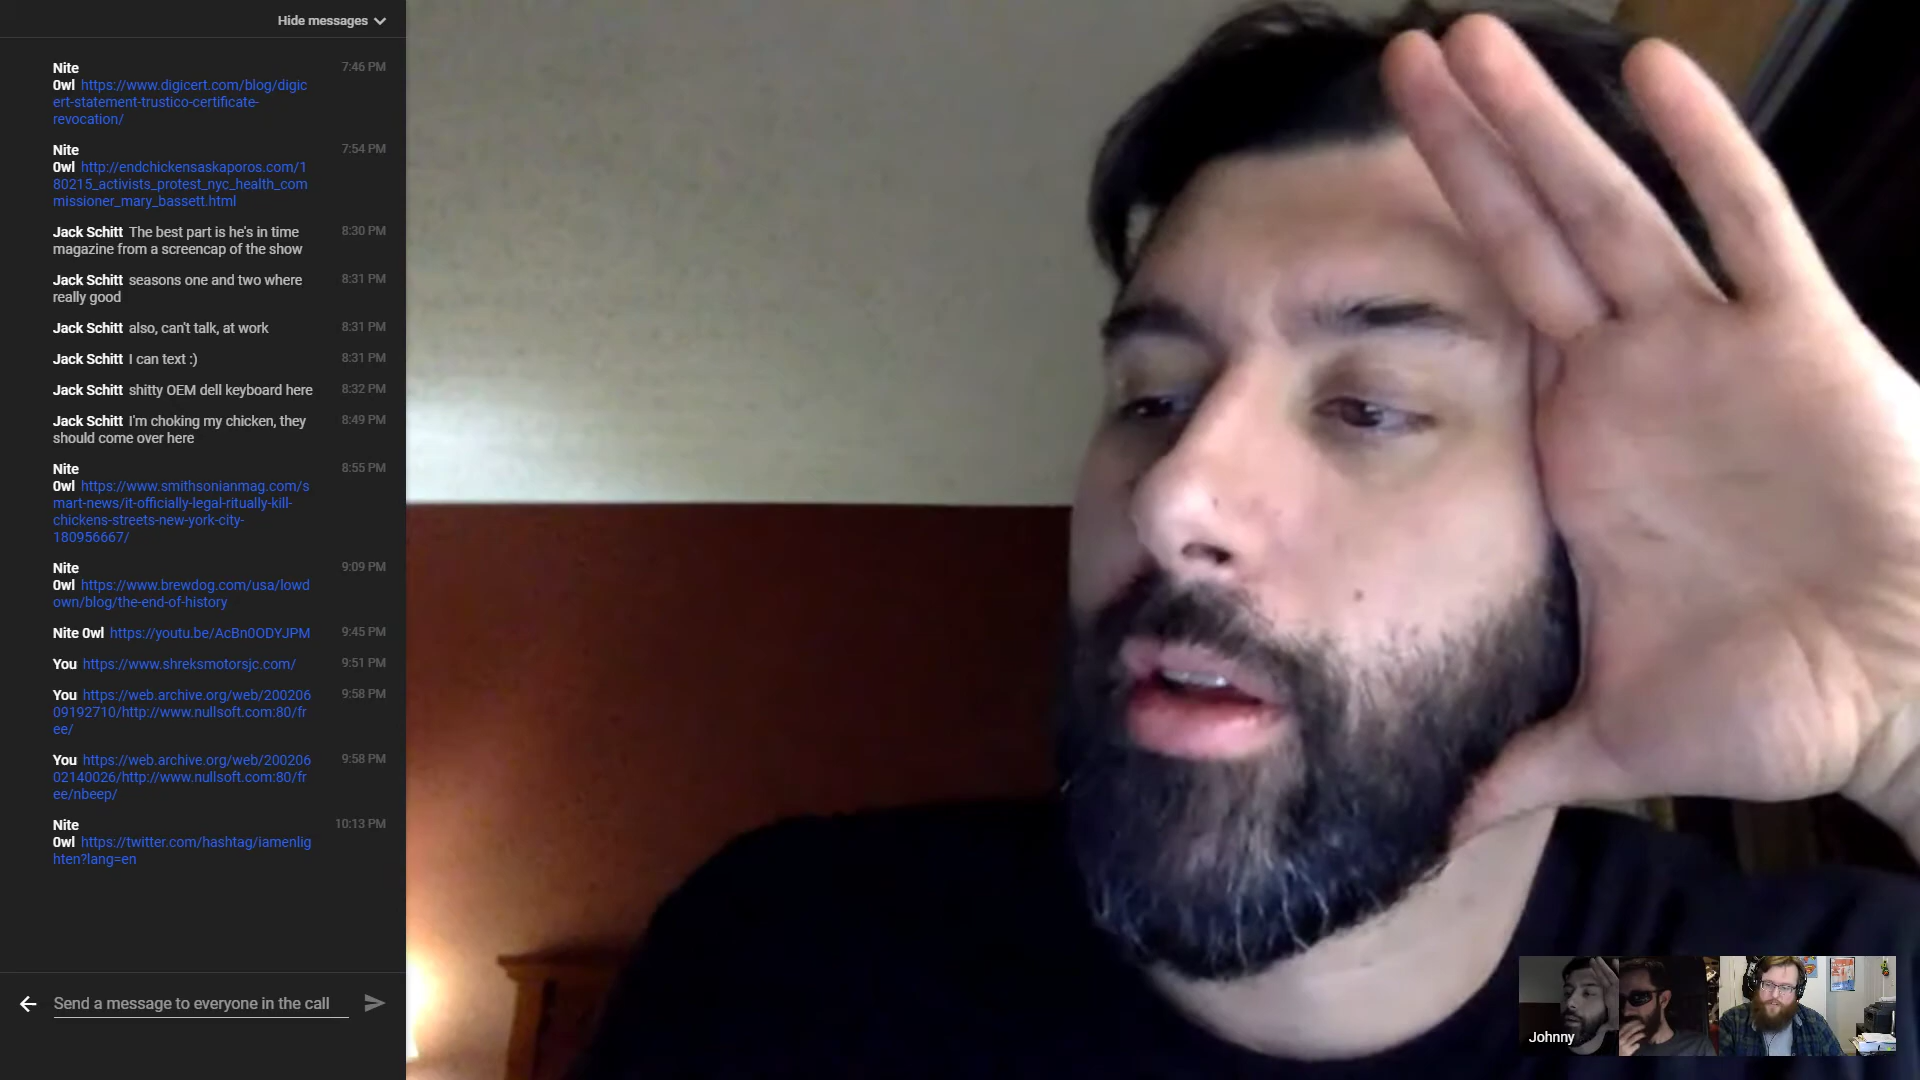 Hide messages
Nite 7:46 PM
0wl https://www.digicert.com/blog/digic
ert-statement-trustico-certificate-
revocation/
Nite 7:54 PM
0wl http://endchickensaskaporos.com/1
80215_activists_protest_nyc_health_com
missioner_mary_bassett.html
Jack Schitt The best part is he's in time 8:30 PM
magazine from a screencap of the show
Jack Schitt seasons one and two where 8:31 PM
really good
Jack Schitt also, can't talk, at work 8:31 PM
Jack Schitt I can text :) 8:31 PM
Jack Schitt shitty OEM dell keyboard here 8:32 PM
Jack Schitt I'm choking my chicken, they 8:49 PM
should come over here
Nite 8:55 PM
0wl https://www.smithsonianmag.com/s
mart-news/it-officially-legal-ritually-kill-
chickens-streets-new-york-city-
180956667/
Nite 9:09 PM
0wl https://www.brewdog.com/usa/lowd
own/blog/the-end-of-history
Nite 0wl https://youtu.be/AcBn0ODYJPM 9:45 PM
You https://www.shreksmotorsjc.com/ 9:51 PM
You https://web.archive.org/web/200206 9:58 PM
09192710/http://www.nullsoft.com:80/fr
ee/
You https://web.archive.org/web/200206 9:58 PM
02140026/http://www.nullsoft.com:80/fr
ee/nbeep/
Nite 10:13 PM
0wl https://twitter.com/hashtag/iamenlig
hten?lang=en
Send a message to everyone in the call
Johnny